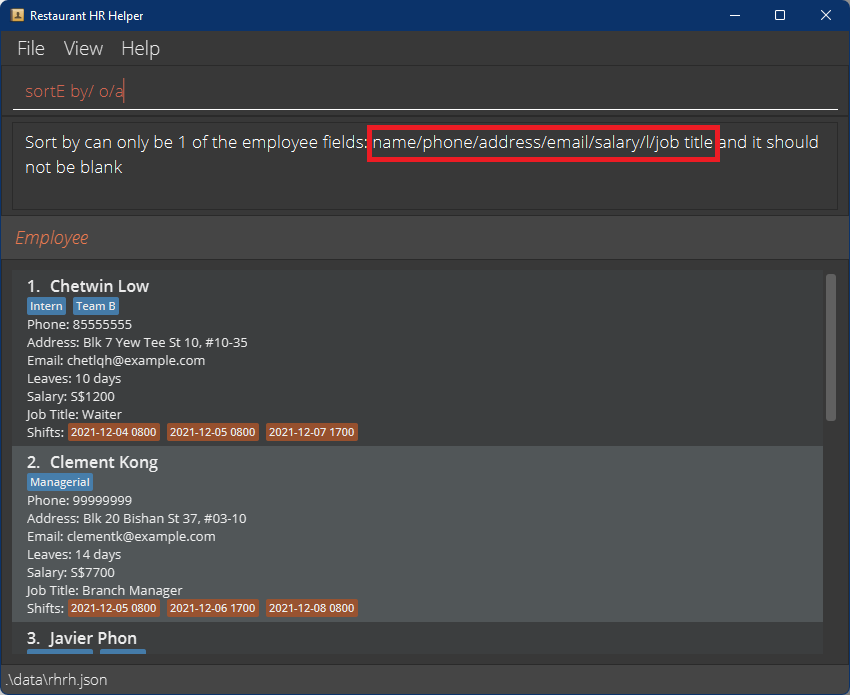 Restaurant HR Helper
File View Help
sortE by/ o/a
Sort by can only be 1 of the employee fields: name/phone/address/email/salary/l/job title and it should
not be blank
Employee
1. Chetwin Low
Intern Team B
Phone: 85555555
Address: Blk 7 Yew Tee St 10, #10-35
Email: chetlqh@example.com
Leaves: 10 days
Salary: S$1200
Job Title: Waiter
Shifts: 2021-12-04 0800 2021-12-05 0800 2021-12-07 1700
2. Clement Kong
Managerial
Phone: 99999999
Address: Blk 20 Bishan St 37, #03-10
Email: clementk@example.com
Leaves: 14 days
Salary: S$7700
Job Title: Branch Manager
Shifts: 2021-12-05 0800 2021-12-06 1700 2021-12-08 0800
3. Javier Phon
.\data\rhrh.json